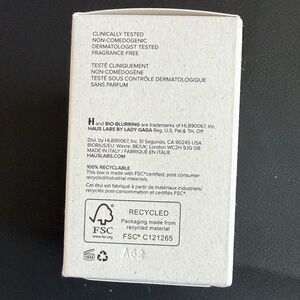 CLINICALLY TESTED
NON-COMEDOGENIC
DERMATOLOGIST TESTED
FRAGRANCE-FREE
TESTÉ CLINIQUEMENT
NON COMÉDOGÈNE
TESTÉ SOUS CONTRÔLE DERMATOLOGIQUE
SANS PARFUM
H and BIO-BLURRING are trademarks of HLB90067, Inc.
HAUS LABS BY LADY GAGA Reg. U.S. Pat & Tm. Off
Dist. by HLB90067, Inc. El Segundo, CA 90245 USA
BIORIUS/EU: Wavre, BE/UK: London WC2H 9JQ GB
MADE IN ITALY / FABRIQUÉ EN ITALIE
HAUSLABS.COM
100% RECYCLABLE
This box is made with FSC® certified, post consumer
recycled/industrial materials.
Cet étui est fabriqué à partir de matériaux industriels/
recyclés post-consommation et certifiés FSC®.
FSC
www.fsc.org
RECYCLED
Packaging made from
recycled material
FSC® C121265